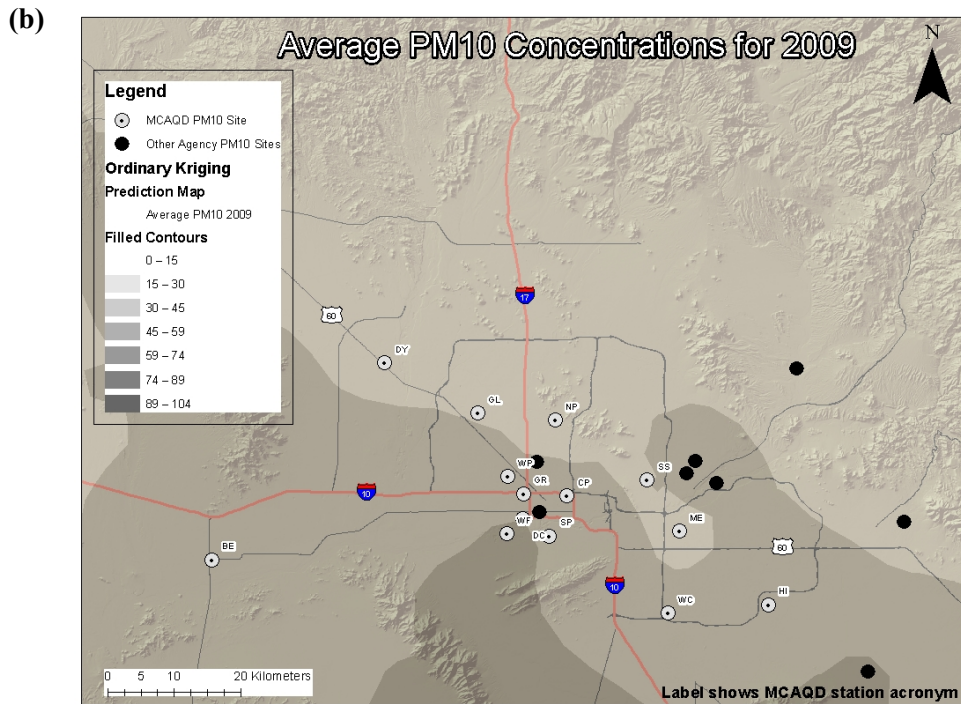 (b)
Average PM10 Concentrations for 2009
N
Legend
MCAQD PM10 Site
Other Agency PM10 Sites
Ordinary Kriging
Prediction Map
Average PM10 2009
Filled Contours
0 – 15
15 – 30
30 – 45
45 – 59
59 – 74
74 – 89
89 – 104
17
60
DY
GL
NP
WP
GR
CP
SS
10
WF
SP
DC
ME
BE
60
10
WC
HI
0 5 10 20 Kilometers
Label shows MCAQD station acronym